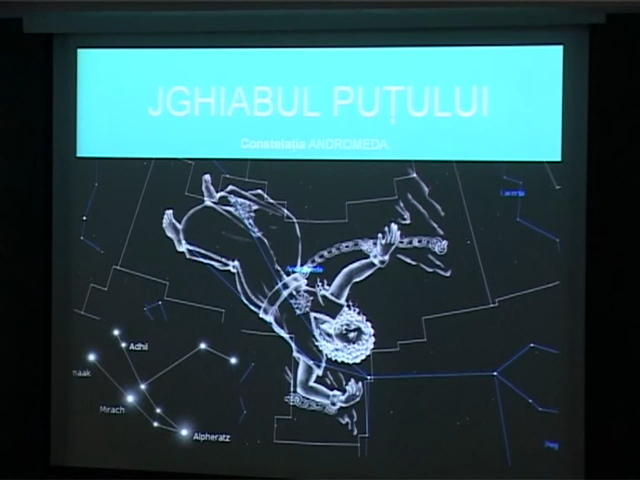 JGHIABUL PUȚULUI
Constelația ANDROMEDA
Lacerta
Andromeda
Adhil
Mirach
Alpheratz